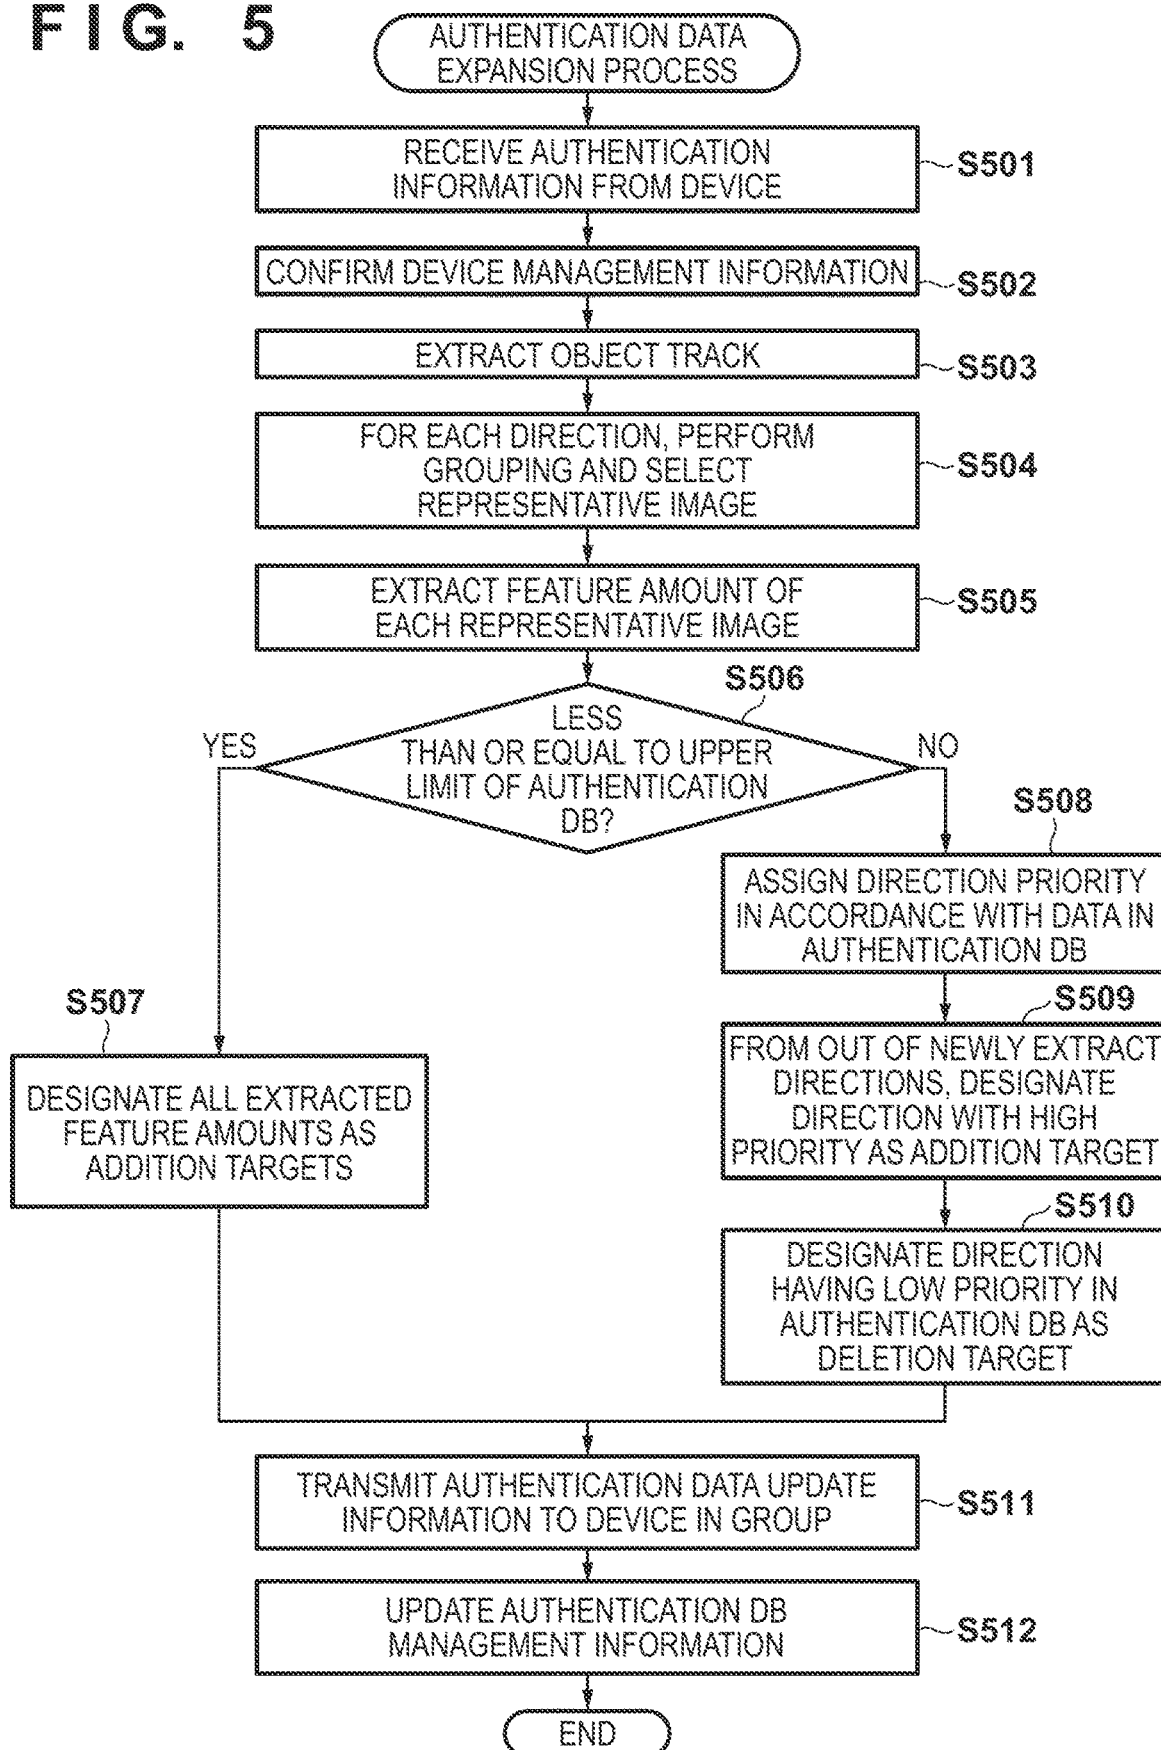 FIG. 5
AUTHENTICATION DATA
EXPANSION PROCESS
RECEIVE AUTHENTICATION
INFORMATION FROM DEVICE
S501
CONFIRM DEVICE MANAGEMENT INFORMATION
S502
EXTRACT OBJECT TRACK
S503
FOR EACH DIRECTION, PERFORM
GROUPING AND SELECT
REPRESENTATIVE IMAGE
S504
EXTRACT FEATURE AMOUNT OF
EACH REPRESENTATIVE IMAGE
S505
S506
LESS
THAN OR EQUAL TO UPPER
LIMIT OF AUTHENTICATION
DB?
YES
NO
S507
DESIGNATE ALL EXTRACTED
FEATURE AMOUNTS AS
ADDITION TARGETS
S508
ASSIGN DIRECTION PRIORITY
IN ACCORDANCE WITH DATA IN
AUTHENTICATION DB
S509
FROM OUT OF NEWLY EXTRACT
DIRECTIONS, DESIGNATE
DIRECTION WITH HIGH
PRIORITY AS ADDITION TARGET
S510
DESIGNATE DIRECTION
HAVING LOW PRIORITY IN
AUTHENTICATION DB AS
DELETION TARGET
TRANSMIT AUTHENTICATION DATA UPDATE
INFORMATION TO DEVICE IN GROUP
S511
UPDATE AUTHENTICATION DB
MANAGEMENT INFORMATION
S512
END